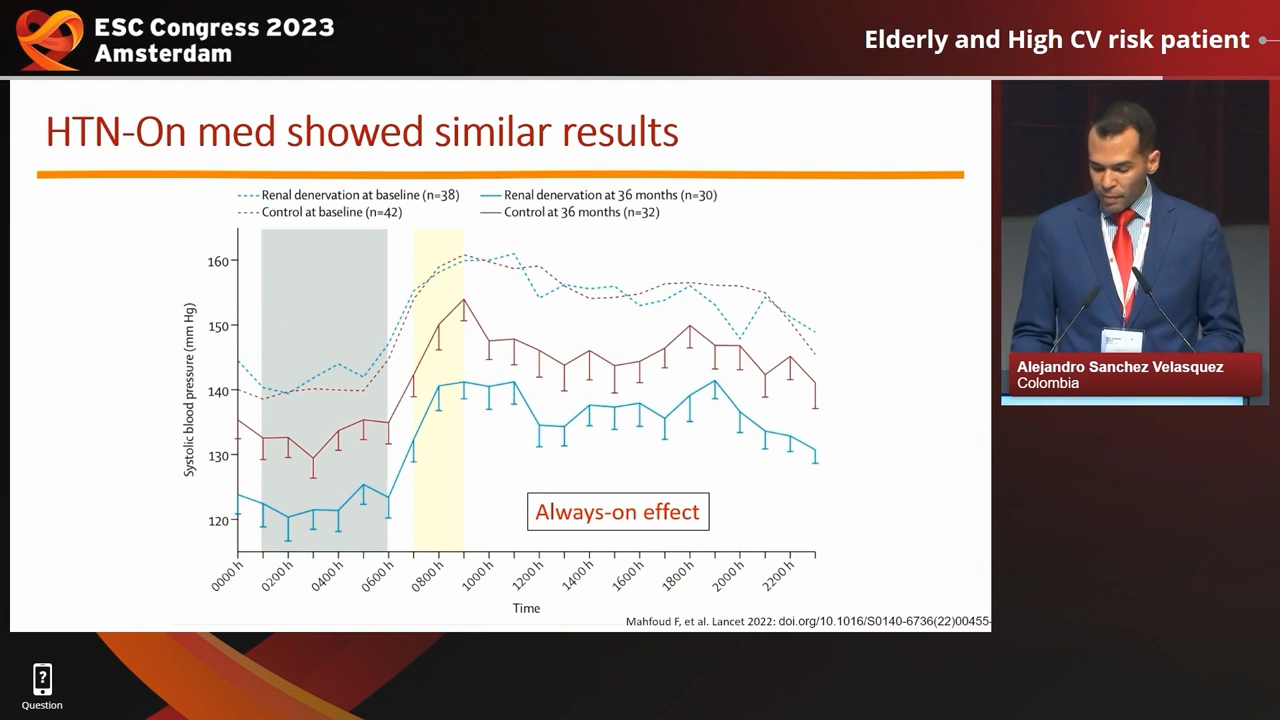 ESC Congress 2023
Amsterdam
Elderly and High CV risk patient
HTN-On med showed similar results
Renal denervation at baseline (n=38)
Renal denervation at 36 months (n=30)
Control at baseline (n=42)
Control at 36 months (n=32)
Systolic blood pressure (mm Hg)
160
150
140
130
120
Always-on effect
0000 h
0200 h
0400 h
0600 h
0800 h
1000 h
1200 h
1400 h
1600 h
1800 h
2000 h
2200 h
Time
Mahfoud F, et al. Lancet 2022: doi.org/10.1016/S0140-6736(22)00455-
Alejandro Sanchez Velasquez
Colombia
?
Question